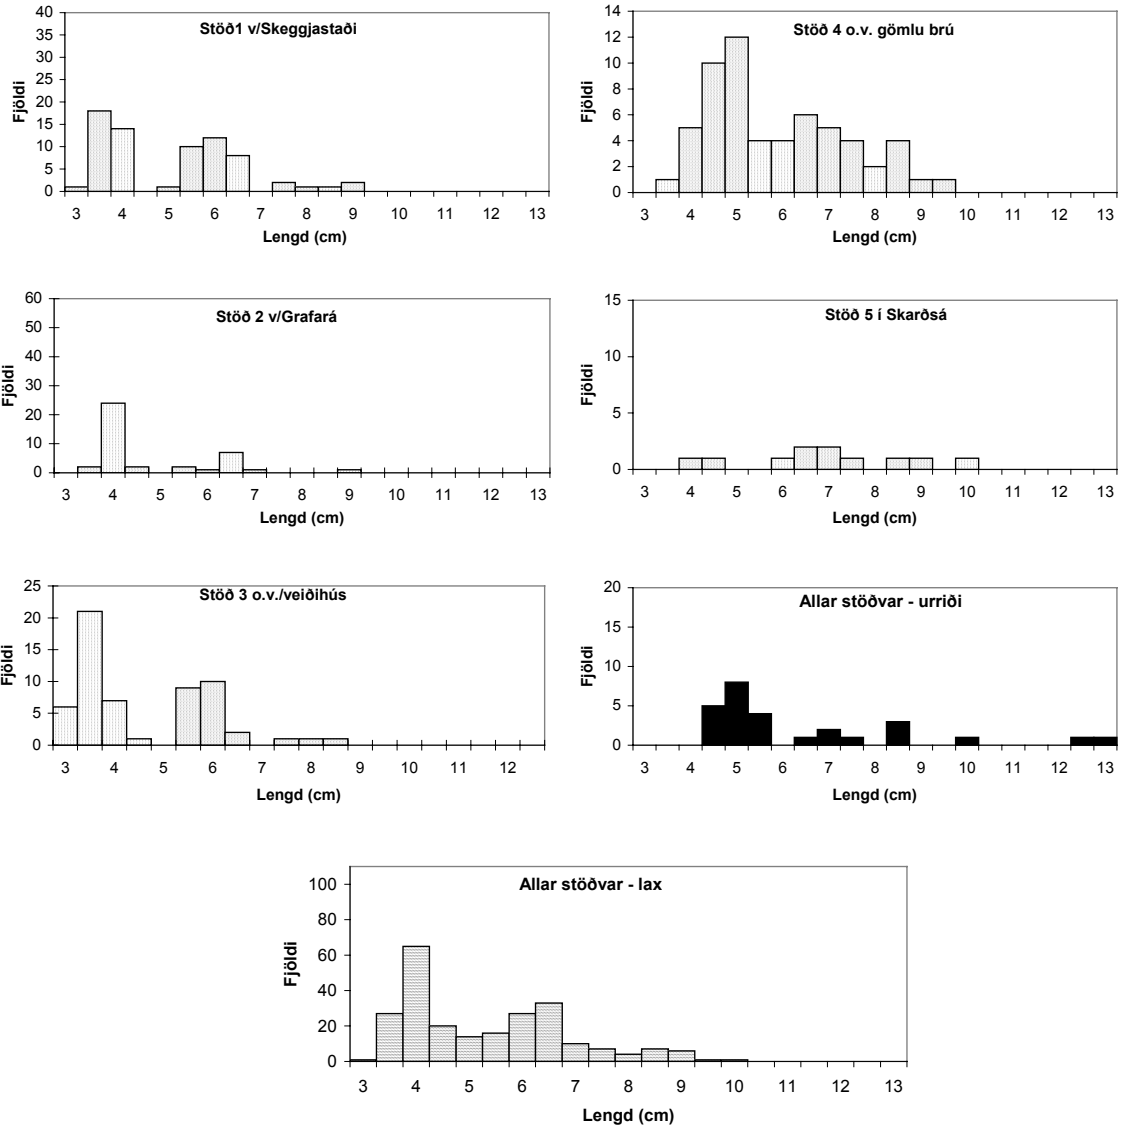 Stöð1 v/Skeggjastaði
Fjöldi
40
35
30
25
20
15
10
5
0
3 4 5 6 7 8 9 10 11 12 13
Lengd (cm)
Stöð 4 o.v. gömlu brú
Fjöldi
14
12
10
8
6
4
2
0
3 4 5 6 7 8 9 10 11 12 13
Lengd (cm)
Stöð 2 v/Grafará
Fjöldi
60
50
40
30
20
10
0
3 4 5 6 7 8 9 10 11 12 13
Lengd (cm)
Stöð 5 í Skarðsá
Fjöldi
15
10
5
0
3 4 5 6 7 8 9 10 11 12 13
Lengd (cm)
Stöð 3 o.v./veiðihús
Fjöldi
25
20
15
10
5
0
3 4 5 6 7 8 9 10 11 12
Lengd (cm)
Allar stöðvar - urriði
Fjöldi
20
15
10
5
0
3 4 5 6 7 8 9 10 11 12 13
Lengd (cm)
Allar stöðvar - lax
Fjöldi
100
80
60
40
20
0
3 4 5 6 7 8 9 10 11 12 13
Lengd (cm)